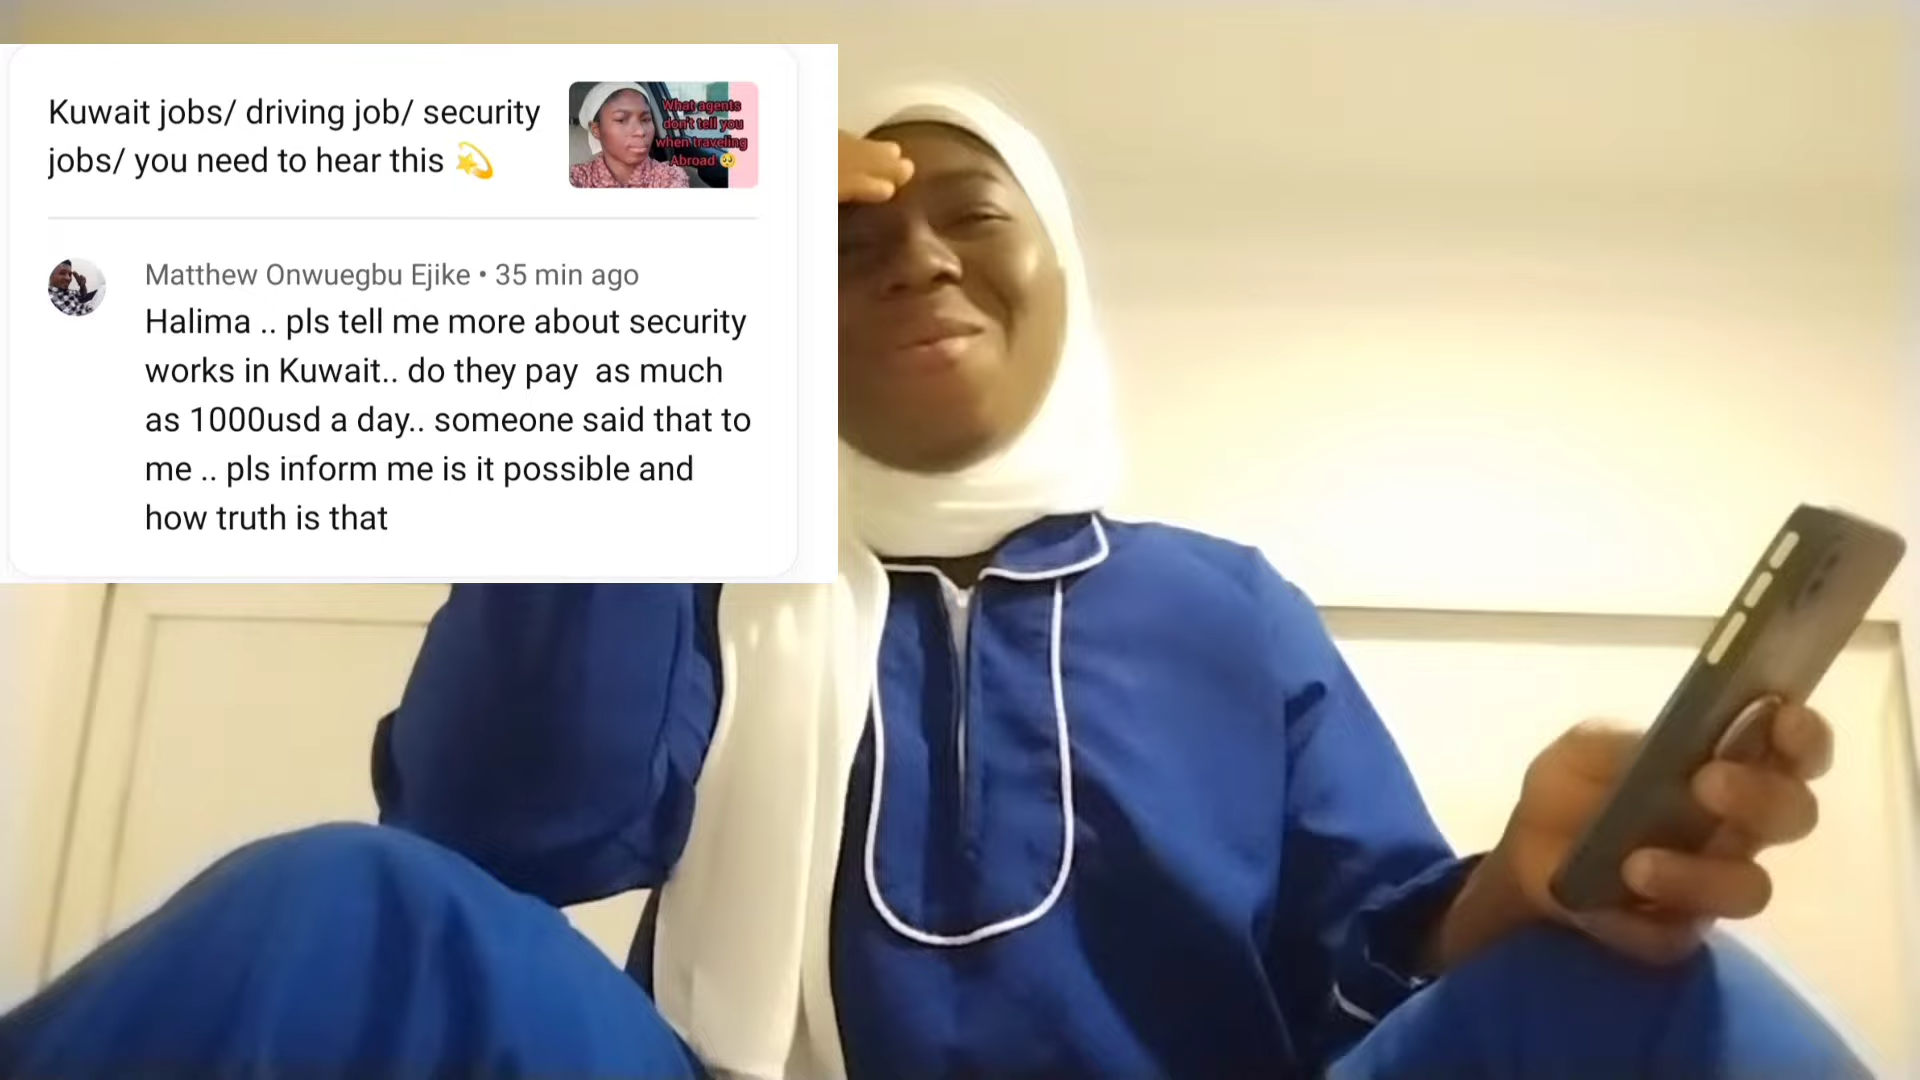 Kuwait jobs/ driving job/ security
jobs/ you need to hear this 💫
What agents
don't tell you
when traveling
Abroad 🥺
Matthew Onwuegbu Ejike • 35 min ago
Halima .. pls tell me more about security
works in Kuwait.. do they pay  as much
as 1000usd a day.. someone said that to
me .. pls inform me is it possible and
how truth is that